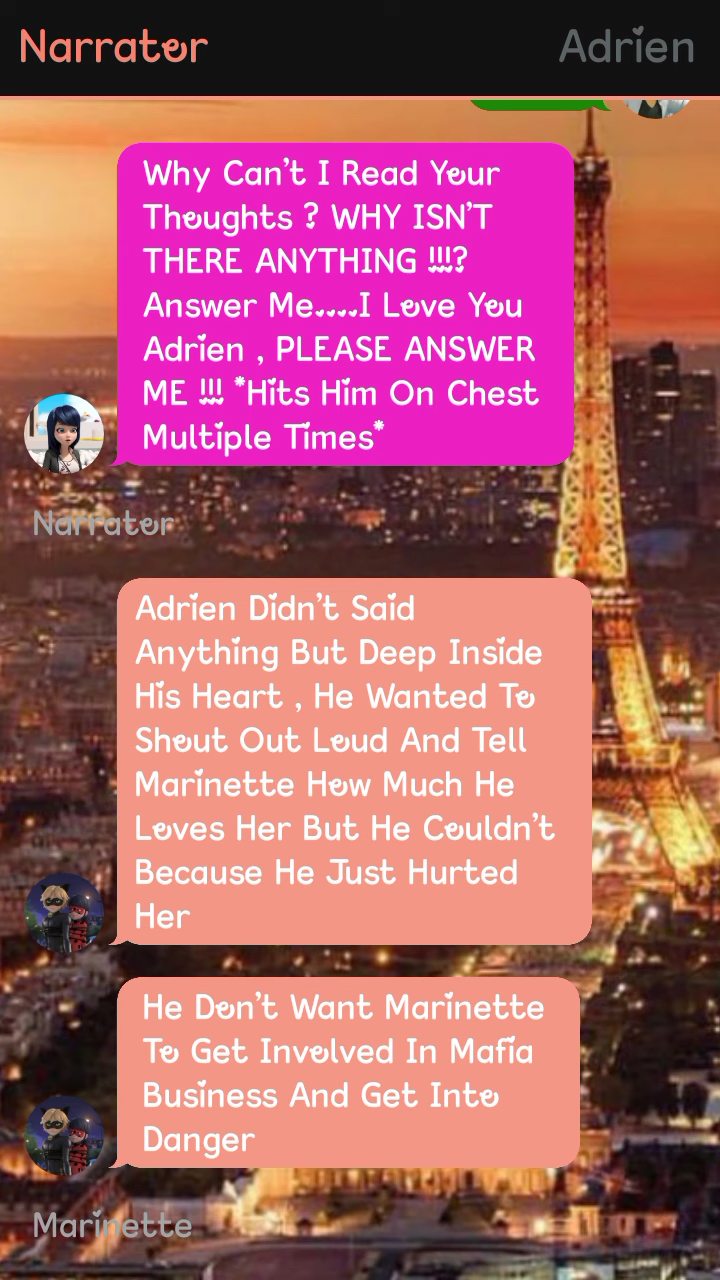 Narrator Adrien
Why Can't I Read Your
Thoughts ? WHY ISN'T
THERE ANYTHING !!!?
Answer Me....I Love You
Adrien , PLEASE ANSWER
ME !!! *Hits Him On Chest
Multiple Times*
Narrator
Adrien Didn't Said
Anything But Deep Inside
His Heart , He Wanted To
Shout Out Loud And Tell
Marinette How Much He
Loves Her But He Couldn't
Because He Just Hurted
Her
He Don't Want Marinette
To Get Involved In Mafia
Business And Get Into
Danger
Marinette